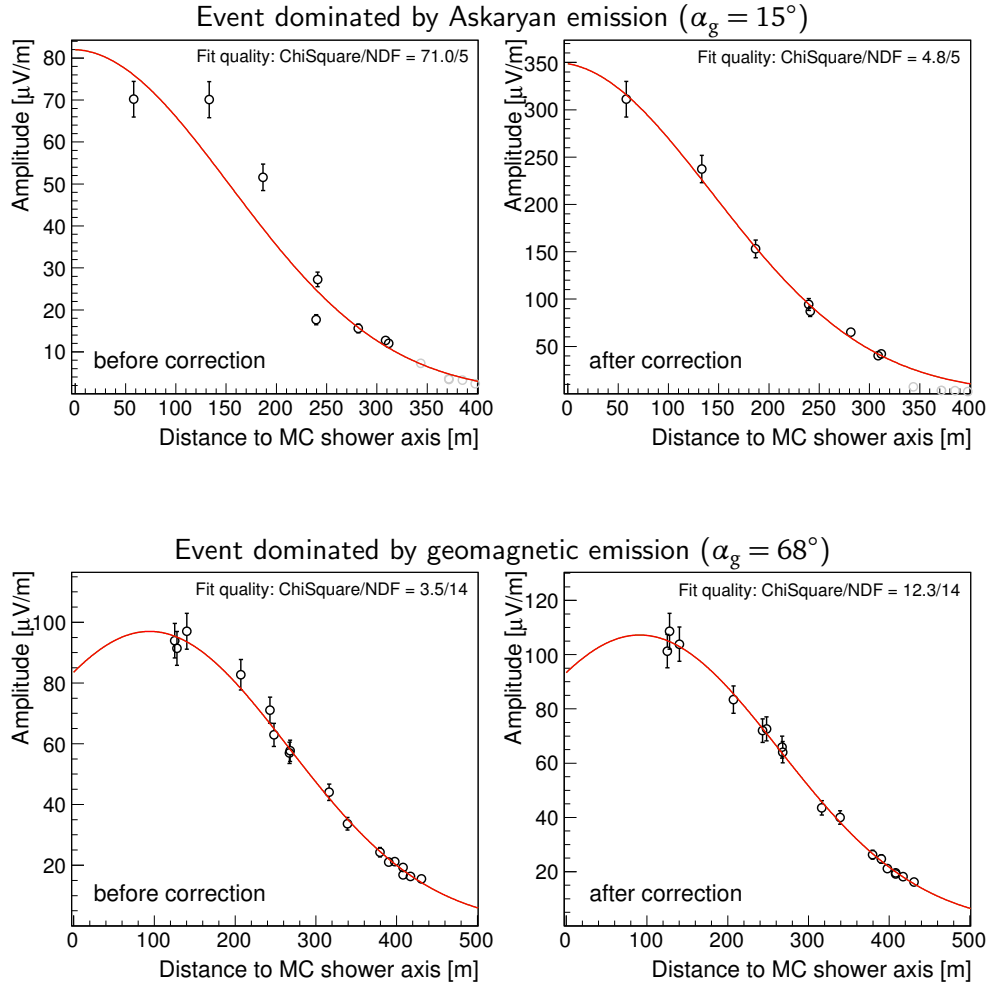 Event dominated by Askaryan emission (αg = 15°)
Fit quality: ChiSquare/NDF = 71.0/5
Amplitude [μV/m]
80
70
60
50
40
30
20
10
before correction
0 50 100 150 200 250 300 350 400
Distance to MC shower axis [m]
Fit quality: ChiSquare/NDF = 4.8/5
Amplitude [μV/m]
350
300
250
200
150
100
50
after correction
0 50 100 150 200 250 300 350 400
Distance to MC shower axis [m]
Event dominated by geomagnetic emission (αg = 68°)
Fit quality: ChiSquare/NDF = 3.5/14
Amplitude [μV/m]
100
80
60
40
20
before correction
0 100 200 300 400 500
Distance to MC shower axis [m]
Fit quality: ChiSquare/NDF = 12.3/14
Amplitude [μV/m]
120
100
80
60
40
20
after correction
0 100 200 300 400 500
Distance to MC shower axis [m]